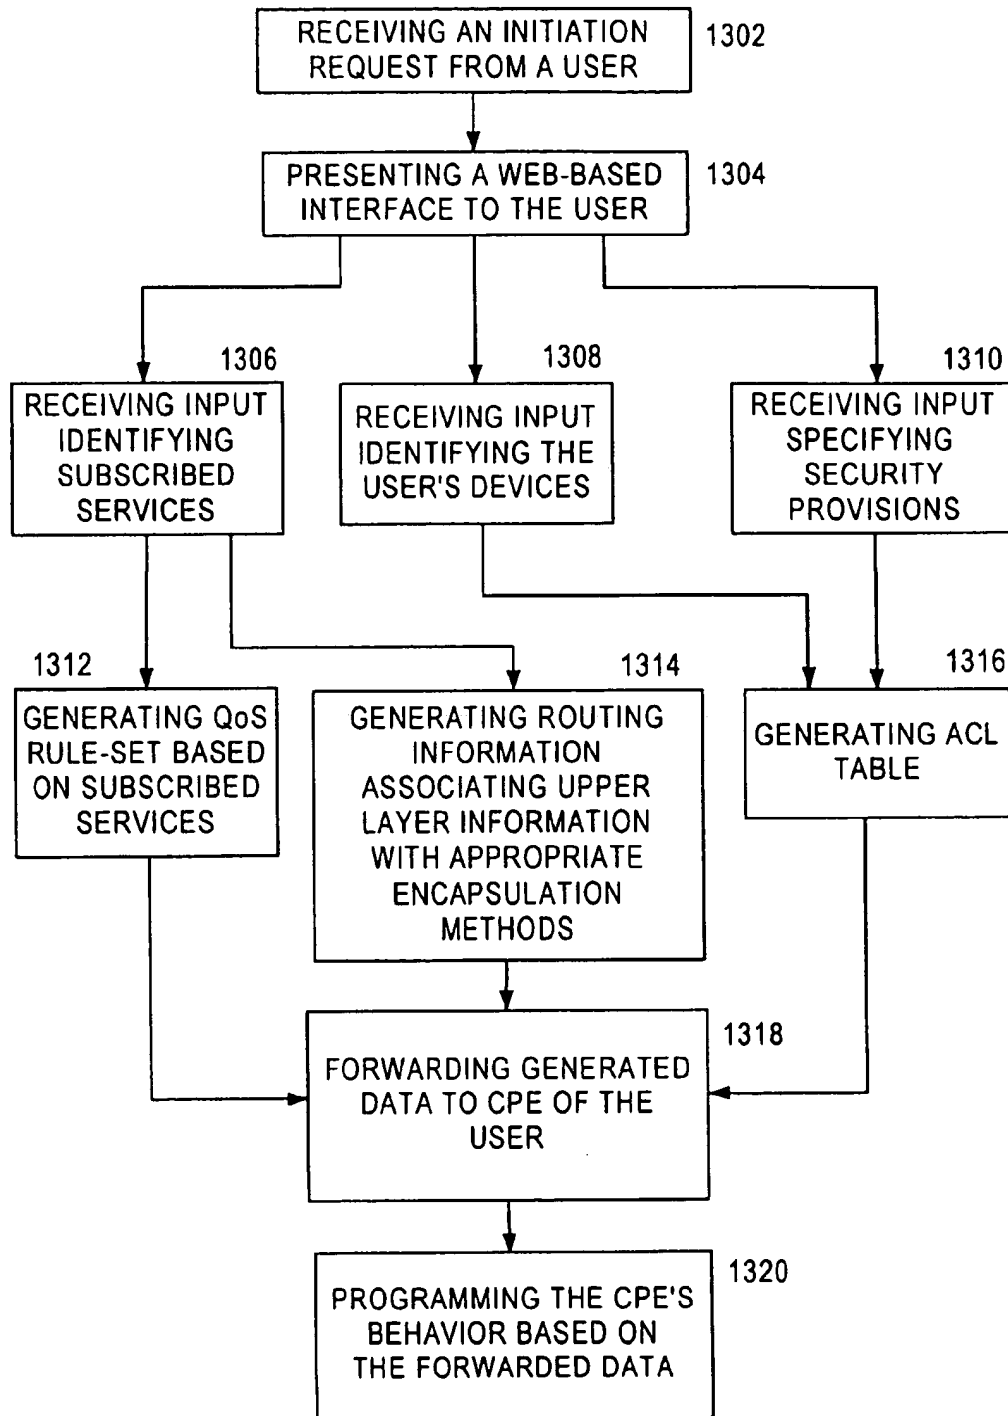 RECEIVING AN INITIATION
REQUEST FROM A USER
1302
PRESENTING A WEB-BASED
INTERFACE TO THE USER
1304
1306
RECEIVING INPUT
IDENTIFYING
SUBSCRIBED
SERVICES
1308
RECEIVING INPUT
IDENTIFYING THE
USER'S DEVICES
1310
RECEIVING INPUT
SPECIFYING
SECURITY
PROVISIONS
1312
GENERATING QoS
RULE-SET BASED
ON SUBSCRIBED
SERVICES
1314
GENERATING ROUTING
INFORMATION
ASSOCIATING UPPER
LAYER INFORMATION
WITH APPROPRIATE
ENCAPSULATION
METHODS
1316
GENERATING ACL
TABLE
1318
FORWARDING GENERATED
DATA TO CPE OF THE
USER
1320
PROGRAMMING THE CPE'S
BEHAVIOR BASED ON
THE FORWARDED DATA